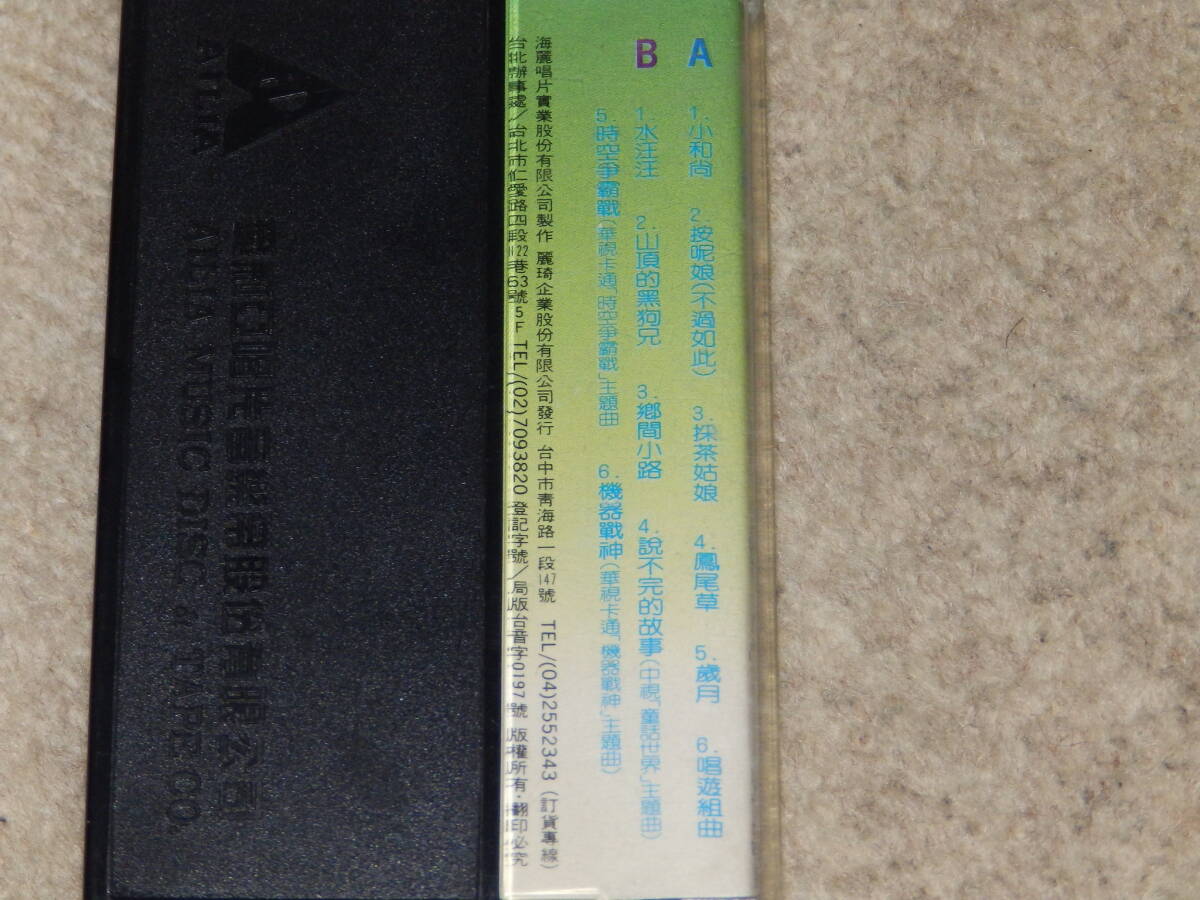 A 1.小和尚 2.按呢娘(不過如此) 3.採茶姑娘 4.鳳尾草 5.歲月 6.唱遊組曲
B 1.水汪汪 2.山頂的黑狗兄 3.鄉間小路 4.說不完的故事(中視「童話世界」主題曲)
5.時空爭霸戰(華視卡通「時空爭霸戰」主題曲) 6.機器戰神(華視卡通「機器戰神」主題曲)
海麗唱片實業股份有限公司製作 麗琦企業股份有限公司發行 台中市青海路一段147號 TEL/(04)2552343(訂貨專線)
台北辦事處/台北市仁愛路四段122巷63號5F TEL/(02)7093820 登記字號/局版台音字0197號 版權所有·翻印必究
股份有限公司
MUSIC DISC & TAPE CO.